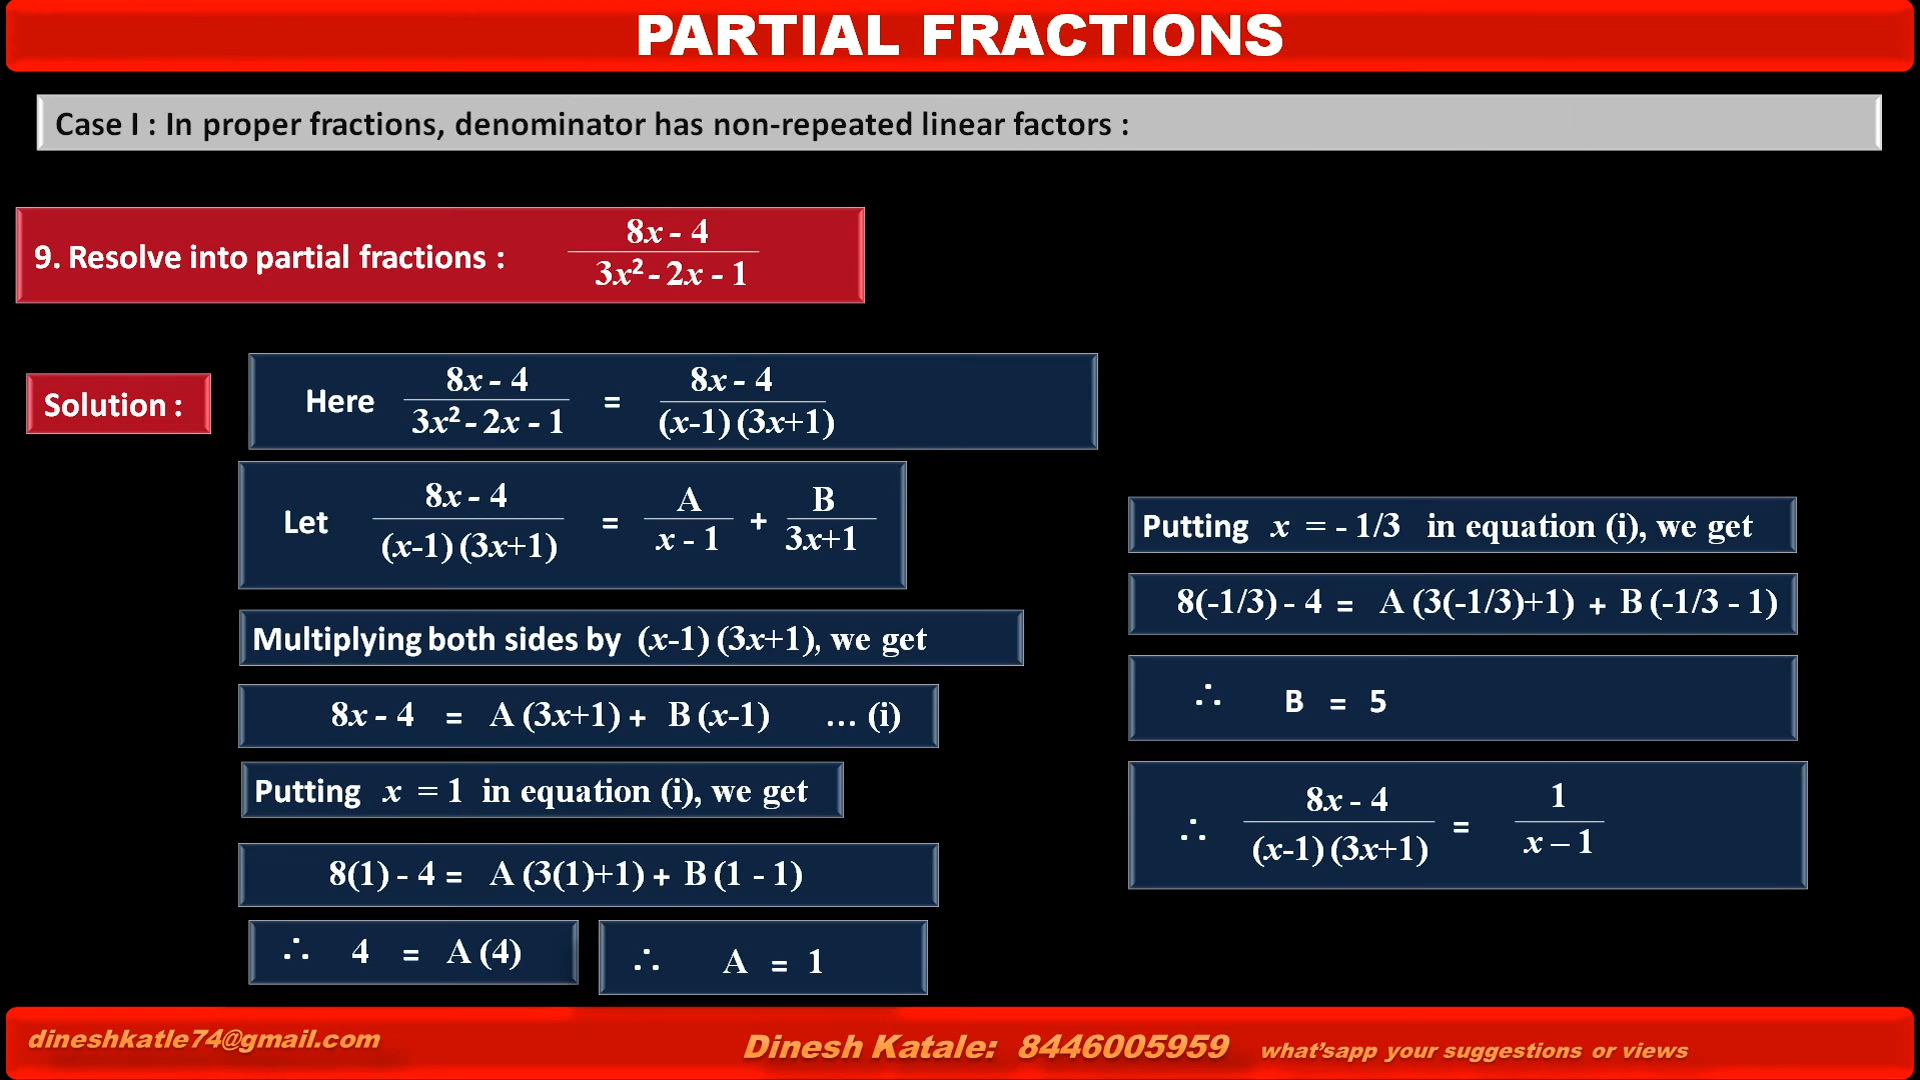 PARTIAL FRACTIONS
Case I : In proper fractions, denominator has non-repeated linear factors :
9. Resolve into partial fractions : (8x - 4)/(3x² - 2x - 1)
Solution :
Here (8x - 4)/(3x² - 2x - 1) = (8x - 4)/((x-1) (3x+1))
Let (8x - 4)/((x-1) (3x+1)) = A/(x - 1) + B/(3x+1)
Multiplying both sides by (x-1) (3x+1), we get
8x - 4 = A (3x+1) + B (x-1) ... (i)
Putting x = 1 in equation (i), we get
8(1) - 4 = A (3(1)+1) + B (1 - 1)
∴ 4 = A (4)
∴ A = 1
Putting x = - 1/3 in equation (i), we get
8(-1/3) - 4 = A (3(-1/3)+1) + B (-1/3 - 1)
∴ B = 5
∴ (8x - 4)/((x-1) (3x+1)) = 1/(x – 1)
dineshkatle74@gmail.com
Dinesh Katale: 8446005959 what'sapp your suggestions or views